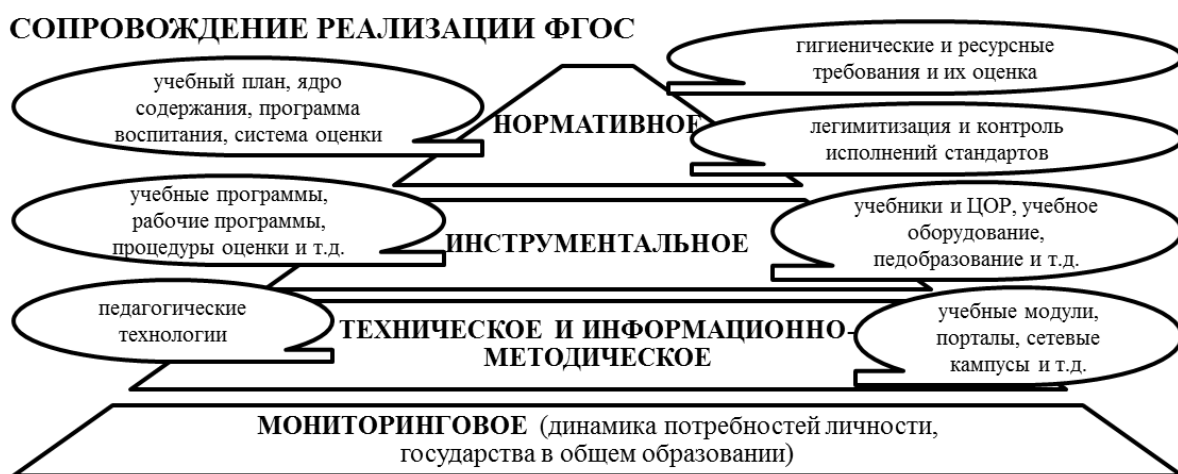 СОПРОВОЖДЕНИЕ РЕАЛИЗАЦИИ ФГОС
учебный план, ядро
содержания, программа
воспитания, система оценки
НОРМАТИВНОЕ
гигиенические и ресурсные
требования и их оценка
легимитизация и контроль
исполнений стандартов
учебные программы,
рабочие программы,
процедуры оценки и т.д.
ИНСТРУМЕНТАЛЬНОЕ
учебники и ЦОР, учебное
оборудование,
педобразование и т.д.
педагогические
технологии
ТЕХНИЧЕСКОЕ И ИНФОРМАЦИОННО-
МЕТОДИЧЕСКОЕ
учебные модули,
порталы, сетевые
кампусы и т.д.
МОНИТОРИНГОВОЕ (динамика потребностей личности,
государства в общем образовании)